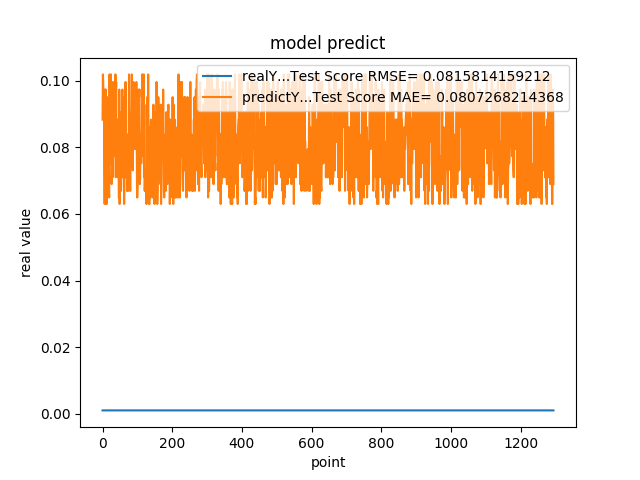 model predict
realY...Test Score RMSE= 0.0815814159212
predictY...Test Score MAE= 0.0807268214368
0.10
0.08
0.06
0.04
0.02
0.00
real value
0 200 400 600 800 1000 1200
point